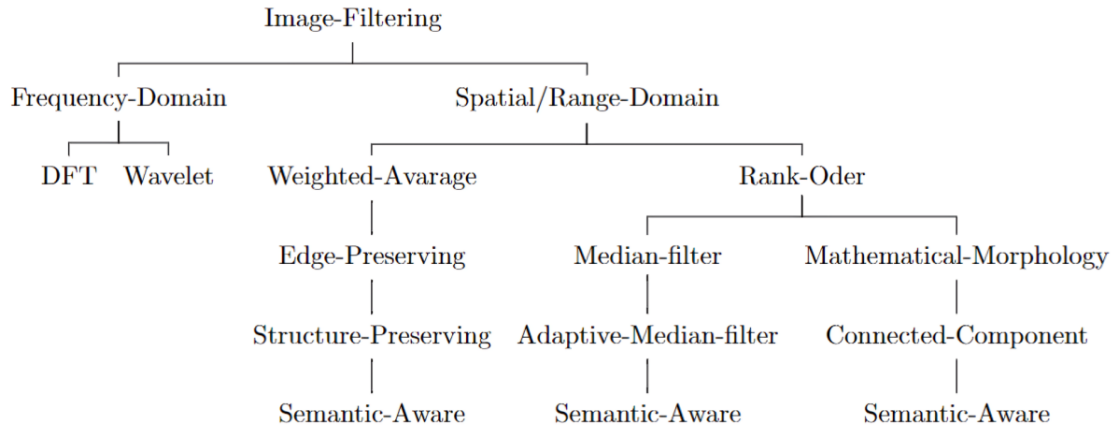 Image-Filtering
Frequency-Domain Spatial/Range-Domain
DFT Wavelet Weighted-Avarage Rank-Oder
Edge-Preserving Median-filter Mathematical-Morphology
Structure-Preserving Adaptive-Median-filter Connected-Component
Semantic-Aware Semantic-Aware Semantic-Aware